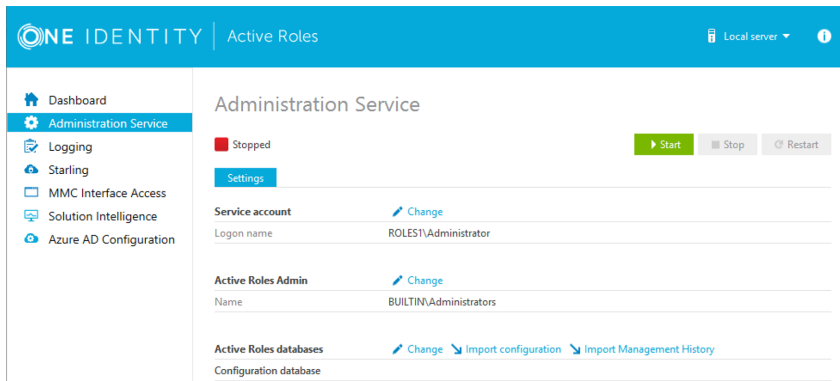 ONE IDENTITY Active Roles Local server
Dashboard
Administration Service
Logging
Starling
MMC Interface Access
Solution Intelligence
Azure AD Configuration
Administration Service
Stopped Start Stop Restart
Settings
Service account Change
Logon name ROLES1\Administrator
Active Roles Admin Change
Name BUILTIN\Administrators
Active Roles databases Change Import configuration Import Management History
Configuration database